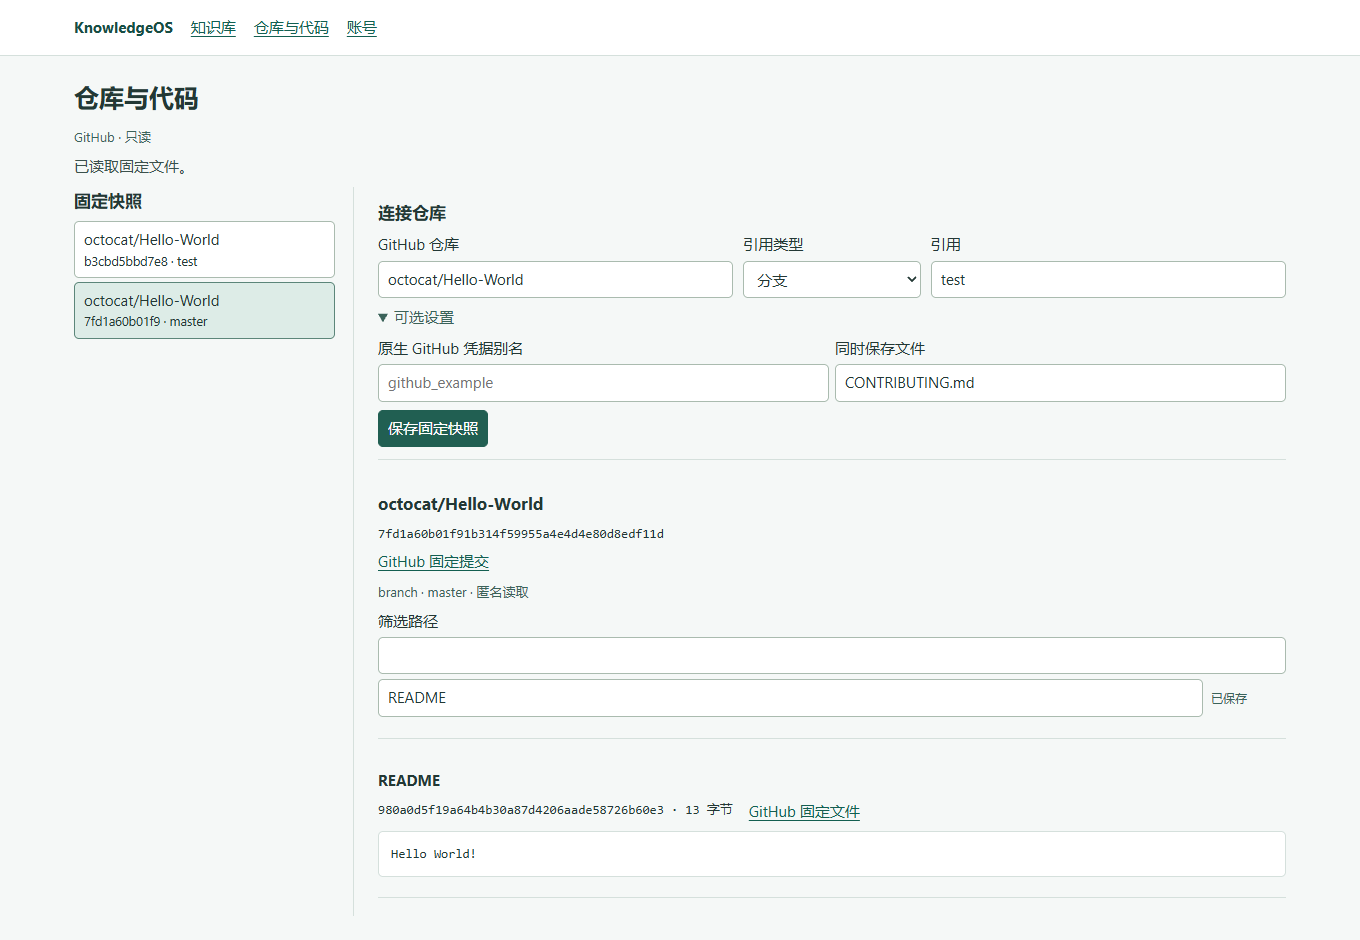 KnowledgeOS 知识库 仓库与代码 账号
仓库与代码
GitHub · 只读
已读取固定文件。
固定快照
octocat/Hello-World
b3cbd5bbd7e8 · test
octocat/Hello-World
7fd1a60b01f9 · master
连接仓库
GitHub 仓库 引用类型 引用
octocat/Hello-World 分支 test
▼ 可选设置
原生 GitHub 凭据别名 同时保存文件
github_example CONTRIBUTING.md
保存固定快照
octocat/Hello-World
7fd1a60b01f91b314f59955a4e4d4e80d8edf11d
GitHub 固定提交
branch · master · 匿名读取
筛选路径
README 已保存
README
980a0d5f19a64b4b30a87d4206aade58726b60e3 · 13 字节 GitHub 固定文件
Hello World!